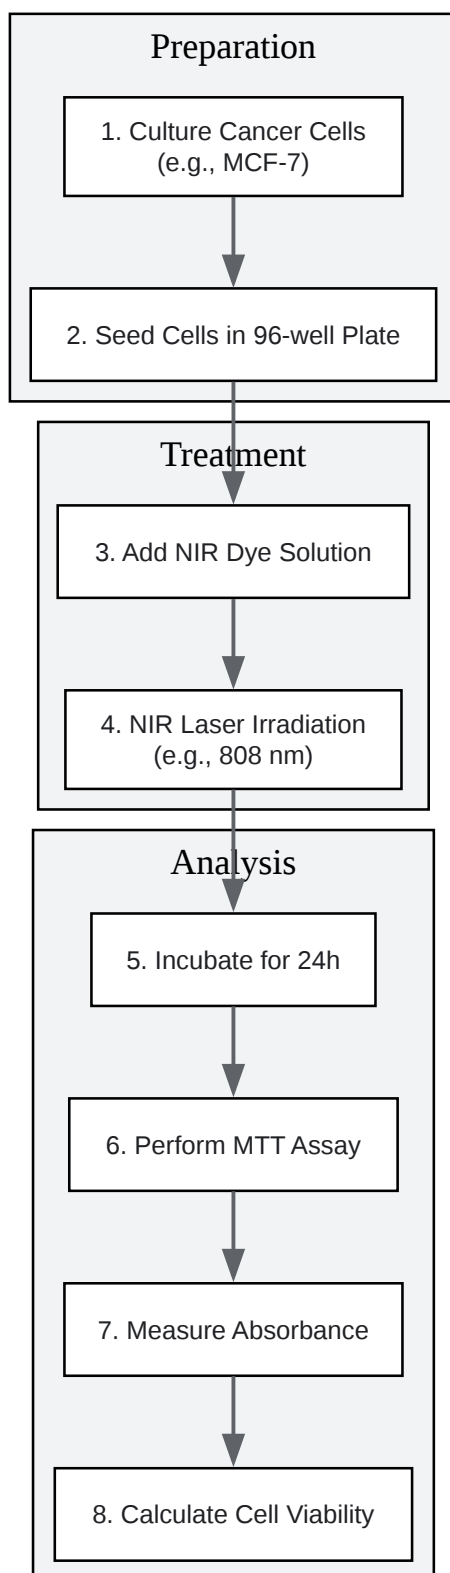 Preparation
1. Culture Cancer Cells
(e.g., MCF-7)
2. Seed Cells in 96-well Plate
Treatment
3. Add NIR Dye Solution
4. NIR Laser Irradiation
(e.g., 808 nm)
Analysis
5. Incubate for 24h
6. Perform MTT Assay
7. Measure Absorbance
8. Calculate Cell Viability